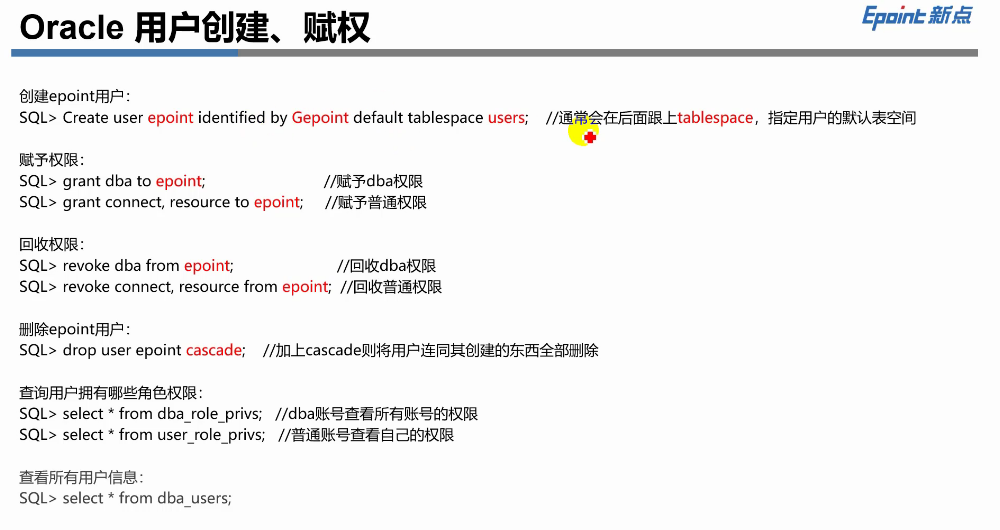 Oracle 用户创建、赋权
Epoint 新点
创建epoint用户：
SQL> Create user epoint identified by Gepoint default tablespace users; //通常会在后面跟上tablespace，指定用户的默认表空间
赋予权限：
SQL> grant dba to epoint; //赋予dba权限
SQL> grant connect, resource to epoint; //赋予普通权限
回收权限：
SQL> revoke dba from epoint; //回收dba权限
SQL> revoke connect, resource from epoint; //回收普通权限
删除epoint用户：
SQL> drop user epoint cascade; //加上cascade则将用户连同其创建的东西全部删除
查询用户拥有哪些角色权限：
SQL> select * from dba_role_privs; //dba账号查看所有账号的权限
SQL> select * from user_role_privs; //普通账号查看自己的权限
查看所有用户信息：
SQL> select * from dba_users;